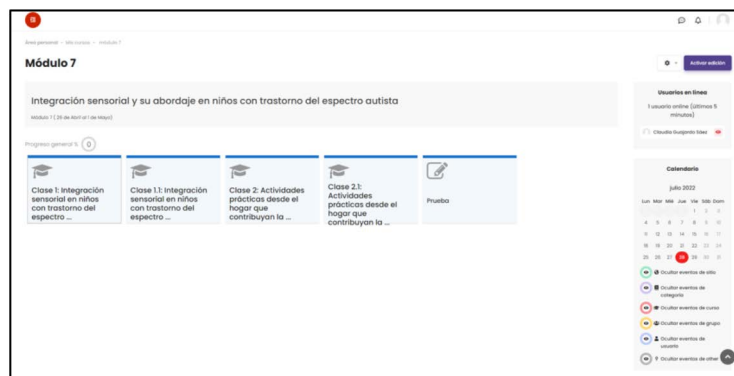 área personal - Mis cursos - módulo 7
Módulo 7
Activar edición
Integración sensorial y su abordaje en niños con trastorno del espectro autista
Módulo 7 ( 25 de Abril al 1 de Mayo)
Progreso general % 0
Clase 1: Integración
sensorial en niños
con trastorno del
espectro ...
Clase 1.1: Integración
sensorial en niños
con trastorno del
espectro ...
Clase 2: Actividades
prácticas desde el
hogar que
contribuyan la ...
Clase 2.1:
Actividades
prácticas desde el
hogar que
contribuyan la ...
Prueba
Usuarios en línea
1 usuario online (últimos 5
minutos)
Claudia Guajardo Sáez
Calendario
julio 2022
Lun Mar Mié Jue Vie Sáb Dom
1 2 3
4 5 6 7 8 9 10
11 12 13 14 15 16 17
18 19 20 21 22 23 24
25 26 27 28 29 30 31
Ocultar eventos de sitio
Ocultar eventos de
categoría
Ocultar eventos de curso
Ocultar eventos de grupo
Ocultar eventos de
usuario
Ocultar eventos de other